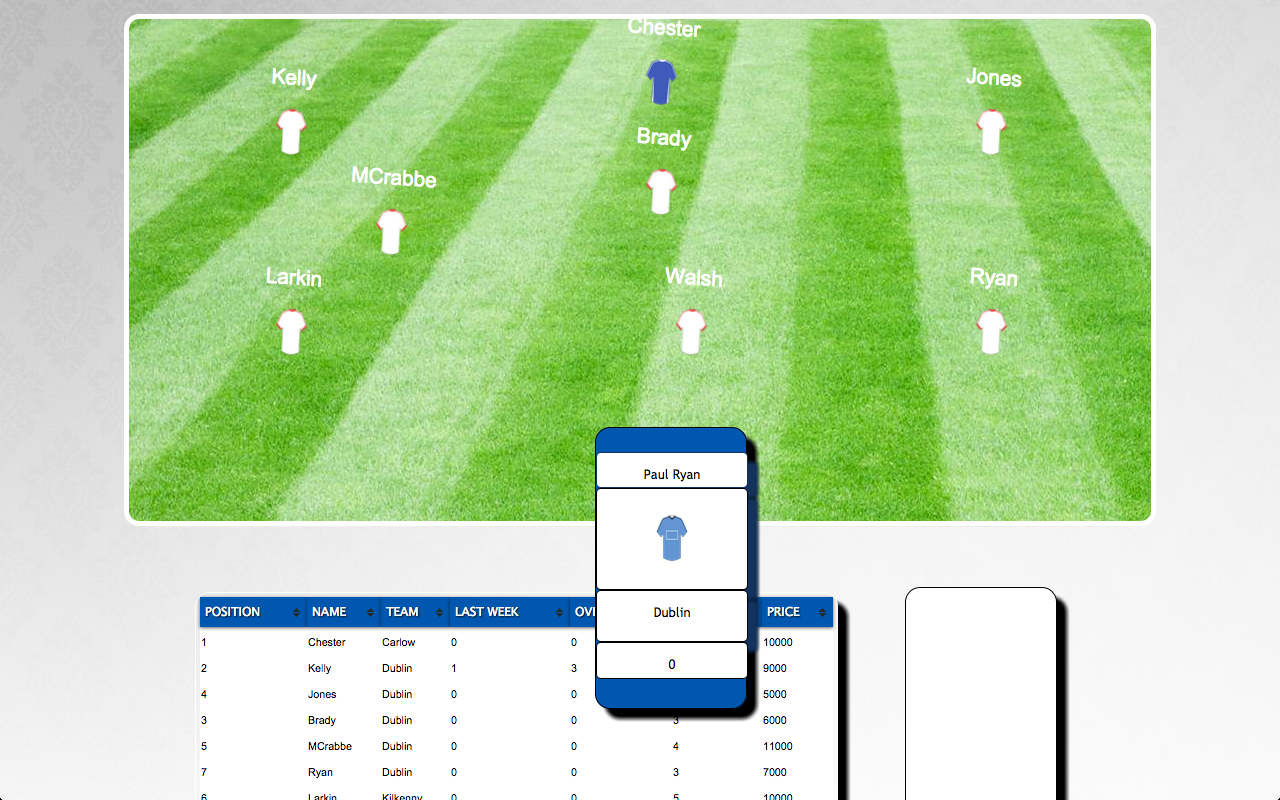 Chester
Kelly
Jones
Brady
MCrabbe
Larkin
Walsh
Ryan
Paul Ryan
Dublin
0
POSITION NAME TEAM LAST WEEK PRICE
1 Chester Carlow 0 0 10000
2 Kelly Dublin 1 3 9000
4 Jones Dublin 0 0 5000
3 Brady Dublin 0 0 3 6000
5 MCrabbe Dublin 0 0 4 11000
7 Ryan Dublin 0 0 3 7000
6 Larkin Kilkenny 0 0 5 10000